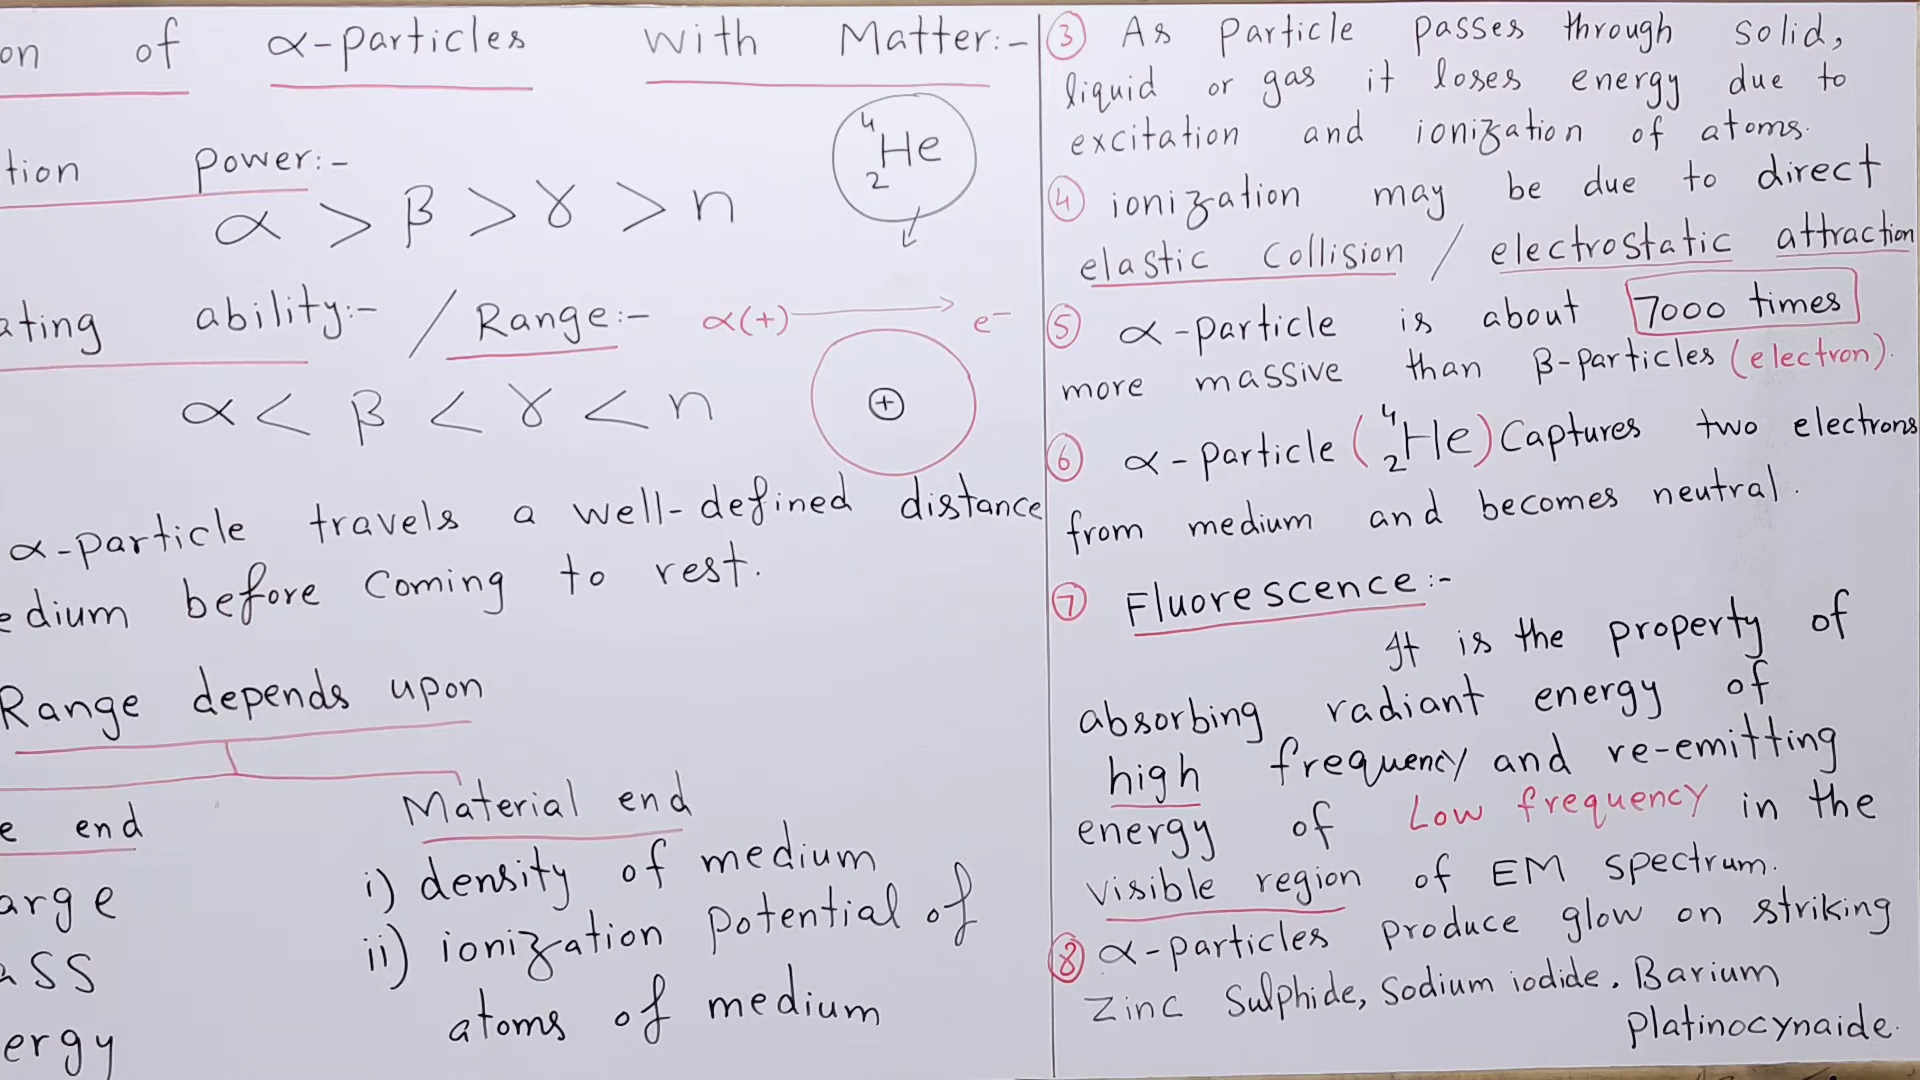 on of α-particles with Matter:-
⁴₂He
tion Power:-
α > β > γ > n
ating ability:- / Range:-
α(+) e⁻
+
α < β < γ < n
α-particle travels a well-defined distance
edium before Coming to rest.
Range depends upon
e end
arge
ass
ergy
Material end
i) density of medium
ii) ionization potential of
atoms of medium
③ As particle passes through solid,
liquid or gas it loses energy due to
excitation and ionization of atoms.
④ ionization may be due to direct
elastic collision / electrostatic attraction
⑤ α-particle is about 7000 times
more massive than β-particles (electron).
⑥ α-particle (⁴₂He) Captures two electrons
from medium and becomes neutral.
⑦ Fluorescence:-
It is the property of
absorbing radiant energy of
high frequency and re-emitting
energy of Low frequency in the
visible region of EM spectrum.
⑧ α-particles produce glow on striking
Zinc Sulphide, Sodium iodide, Barium
Platinocynaide.